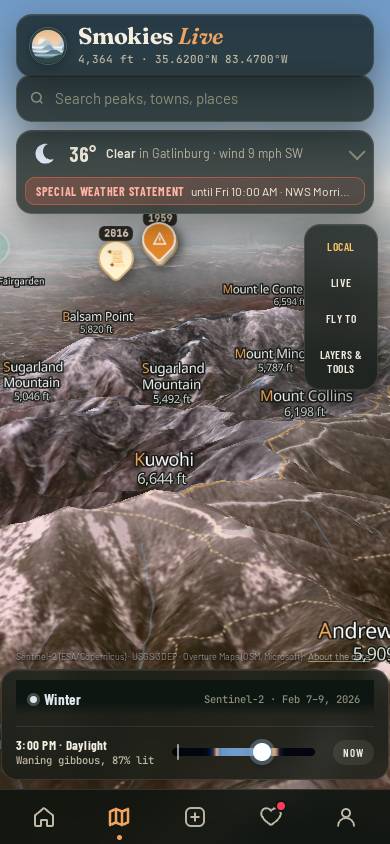 Smokies Live
4,364 ft · 35.6200°N 83.4700°W
Search peaks, towns, places
36° Clear in Gatlinburg · wind 9 mph SW
SPECIAL WEATHER STATEMENT until Fri 10:00 AM · NWS Morri…
1959
2016
LOCAL
LIVE
FLY TO
LAYERS &
TOOLS
Fairgarden
Mount le Conte
6,594 ft
Balsam Point
5,820 ft
Mount Ming
5,787 ft
Sugarland
Mountain
5,046 ft
Sugarland
Mountain
5,492 ft
Mount Collins
6,198 ft
Kuwohi
6,644 ft
Andrew
5,909
Sentinel-2 (ESA/Copernicus) · USGS 3DEP · Overture Maps (OSM, Microsoft) · About the
Winter
Sentinel-2 · Feb 7–9, 2026
3:00 PM · Daylight
Waning gibbous, 87% lit
NOW